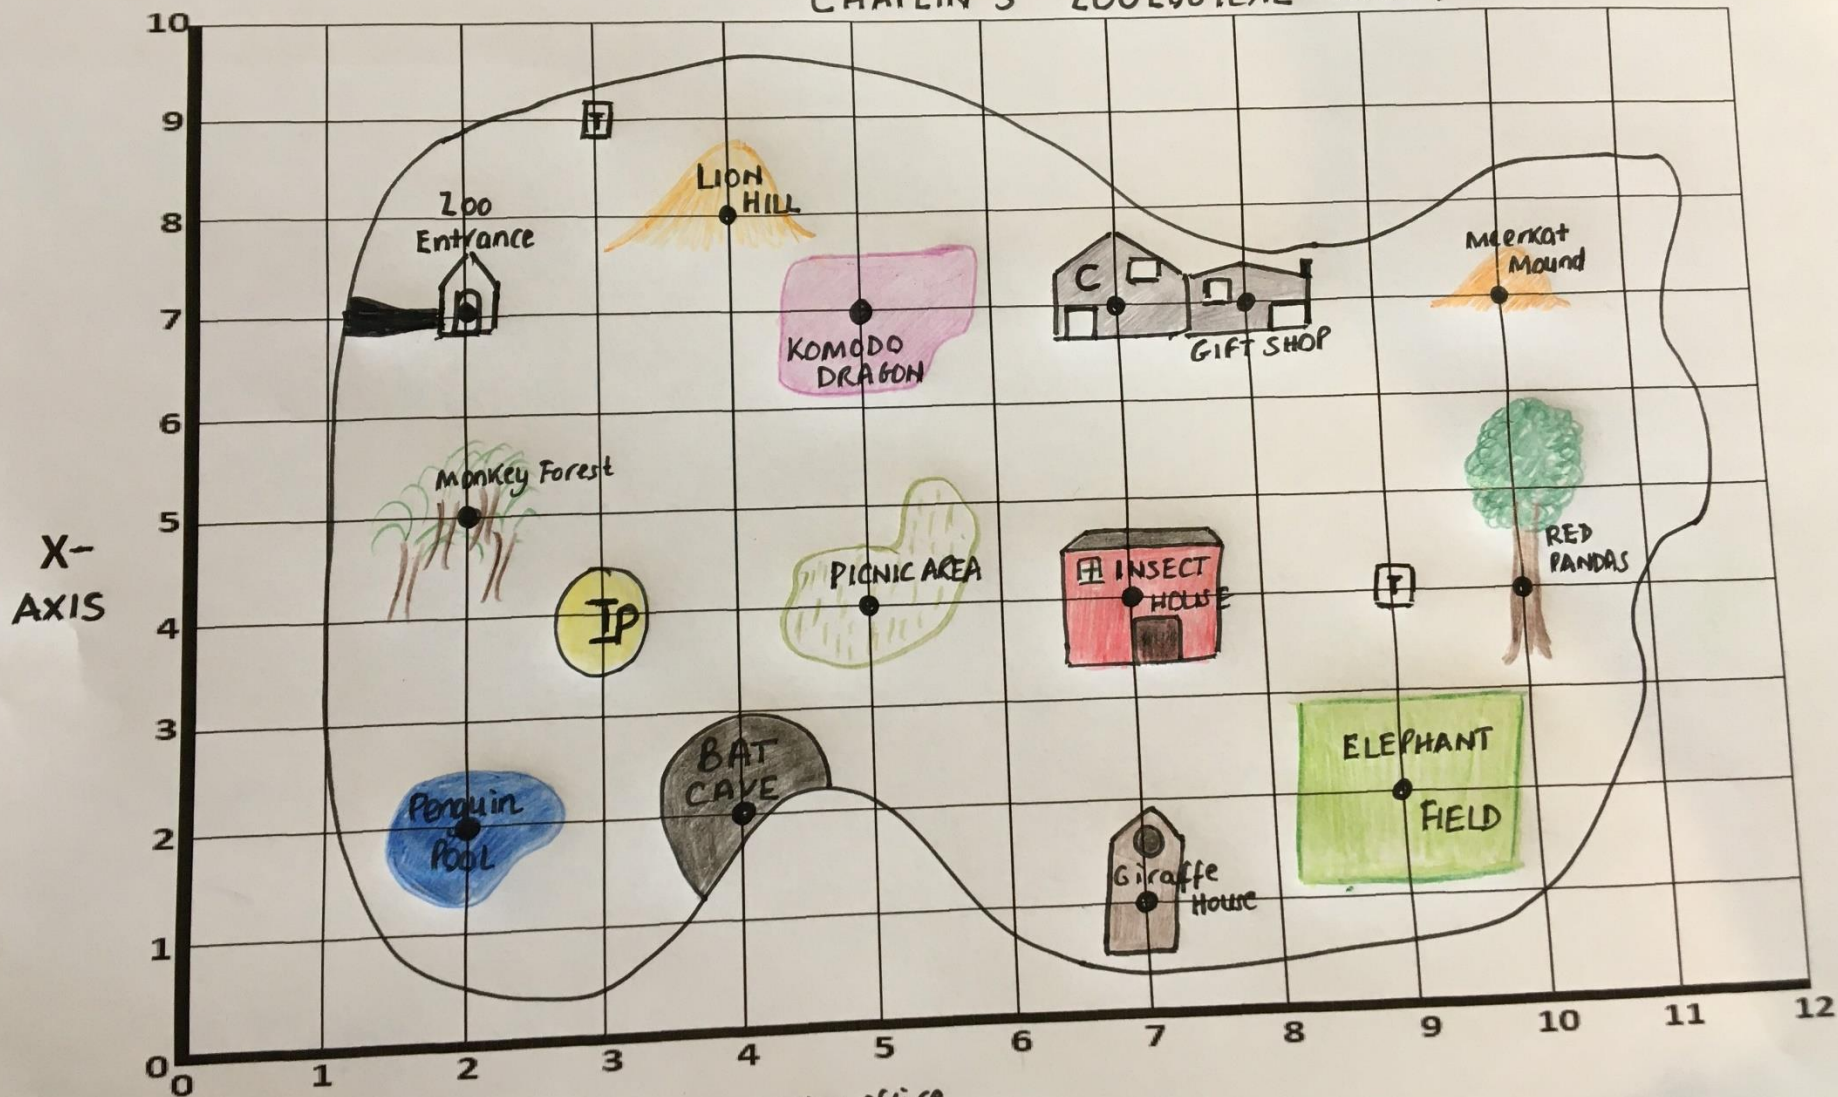 10
9
T
LION
HILL
8
Zoo
Entrance
Meerkat
Mound
C
7
GIFT SHOP
KOMODO
DRAGON
6
Monkey Forest
5
RED
PANDAS
X-
AXIS
PICNIC AREA
INSECT
HOUSE
T
4
IP
3
BAT
CAVE
ELEPHANT
FIELD
Penguin
POOL
2
Giraffe
House
1
0
0 1 2 3 4 5 6 7 8 9 10 11 12